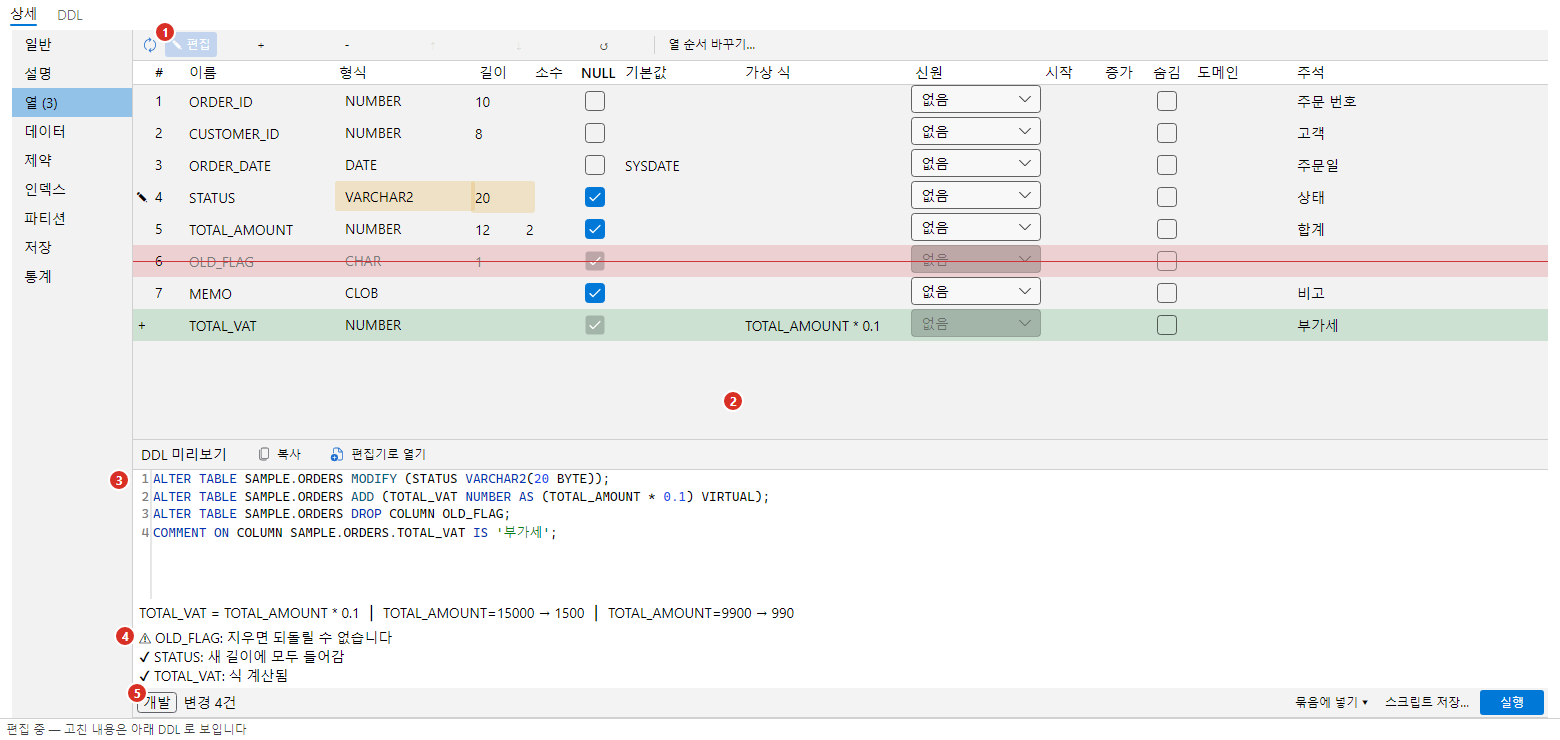 상세 DDL
일반
설명
열 (3)
데이터
제약
인덱스
파티션
저장
통계
1 편집 + - ↑ ↓ ↺ 열 순서 바꾸기...
# 이름 형식 길이 소수 NULL 기본값 가상 식 신원 시작 증가 숨김 도메인 주석
1 ORDER_ID NUMBER 10 없음 주문 번호
2 CUSTOMER_ID NUMBER 8 없음 고객
3 ORDER_DATE DATE SYSDATE 없음 주문일
4 STATUS VARCHAR2 20 없음 상태
5 TOTAL_AMOUNT NUMBER 12 2 없음 합계
6 OLD_FLAG CHAR 1 없음
7 MEMO CLOB 없음 비고
+ TOTAL_VAT NUMBER TOTAL_AMOUNT * 0.1 없음 부가세
2
DDL 미리보기 복사 편집기로 열기
3
1 ALTER TABLE SAMPLE.ORDERS MODIFY (STATUS VARCHAR2(20 BYTE));
2 ALTER TABLE SAMPLE.ORDERS ADD (TOTAL_VAT NUMBER AS (TOTAL_AMOUNT * 0.1) VIRTUAL);
3 ALTER TABLE SAMPLE.ORDERS DROP COLUMN OLD_FLAG;
4 COMMENT ON COLUMN SAMPLE.ORDERS.TOTAL_VAT IS '부가세';
TOTAL_VAT = TOTAL_AMOUNT * 0.1 | TOTAL_AMOUNT=15000 → 1500 | TOTAL_AMOUNT=9900 → 990
4 ⚠ OLD_FLAG: 지우면 되돌릴 수 없습니다
✔ STATUS: 새 길이에 모두 들어감
✔ TOTAL_VAT: 식 계산됨
5 개발 변경 4건 묶음에 넣기 ▾ 스크립트 저장... 실행
편집 중 — 고친 내용은 아래 DDL 로 보입니다